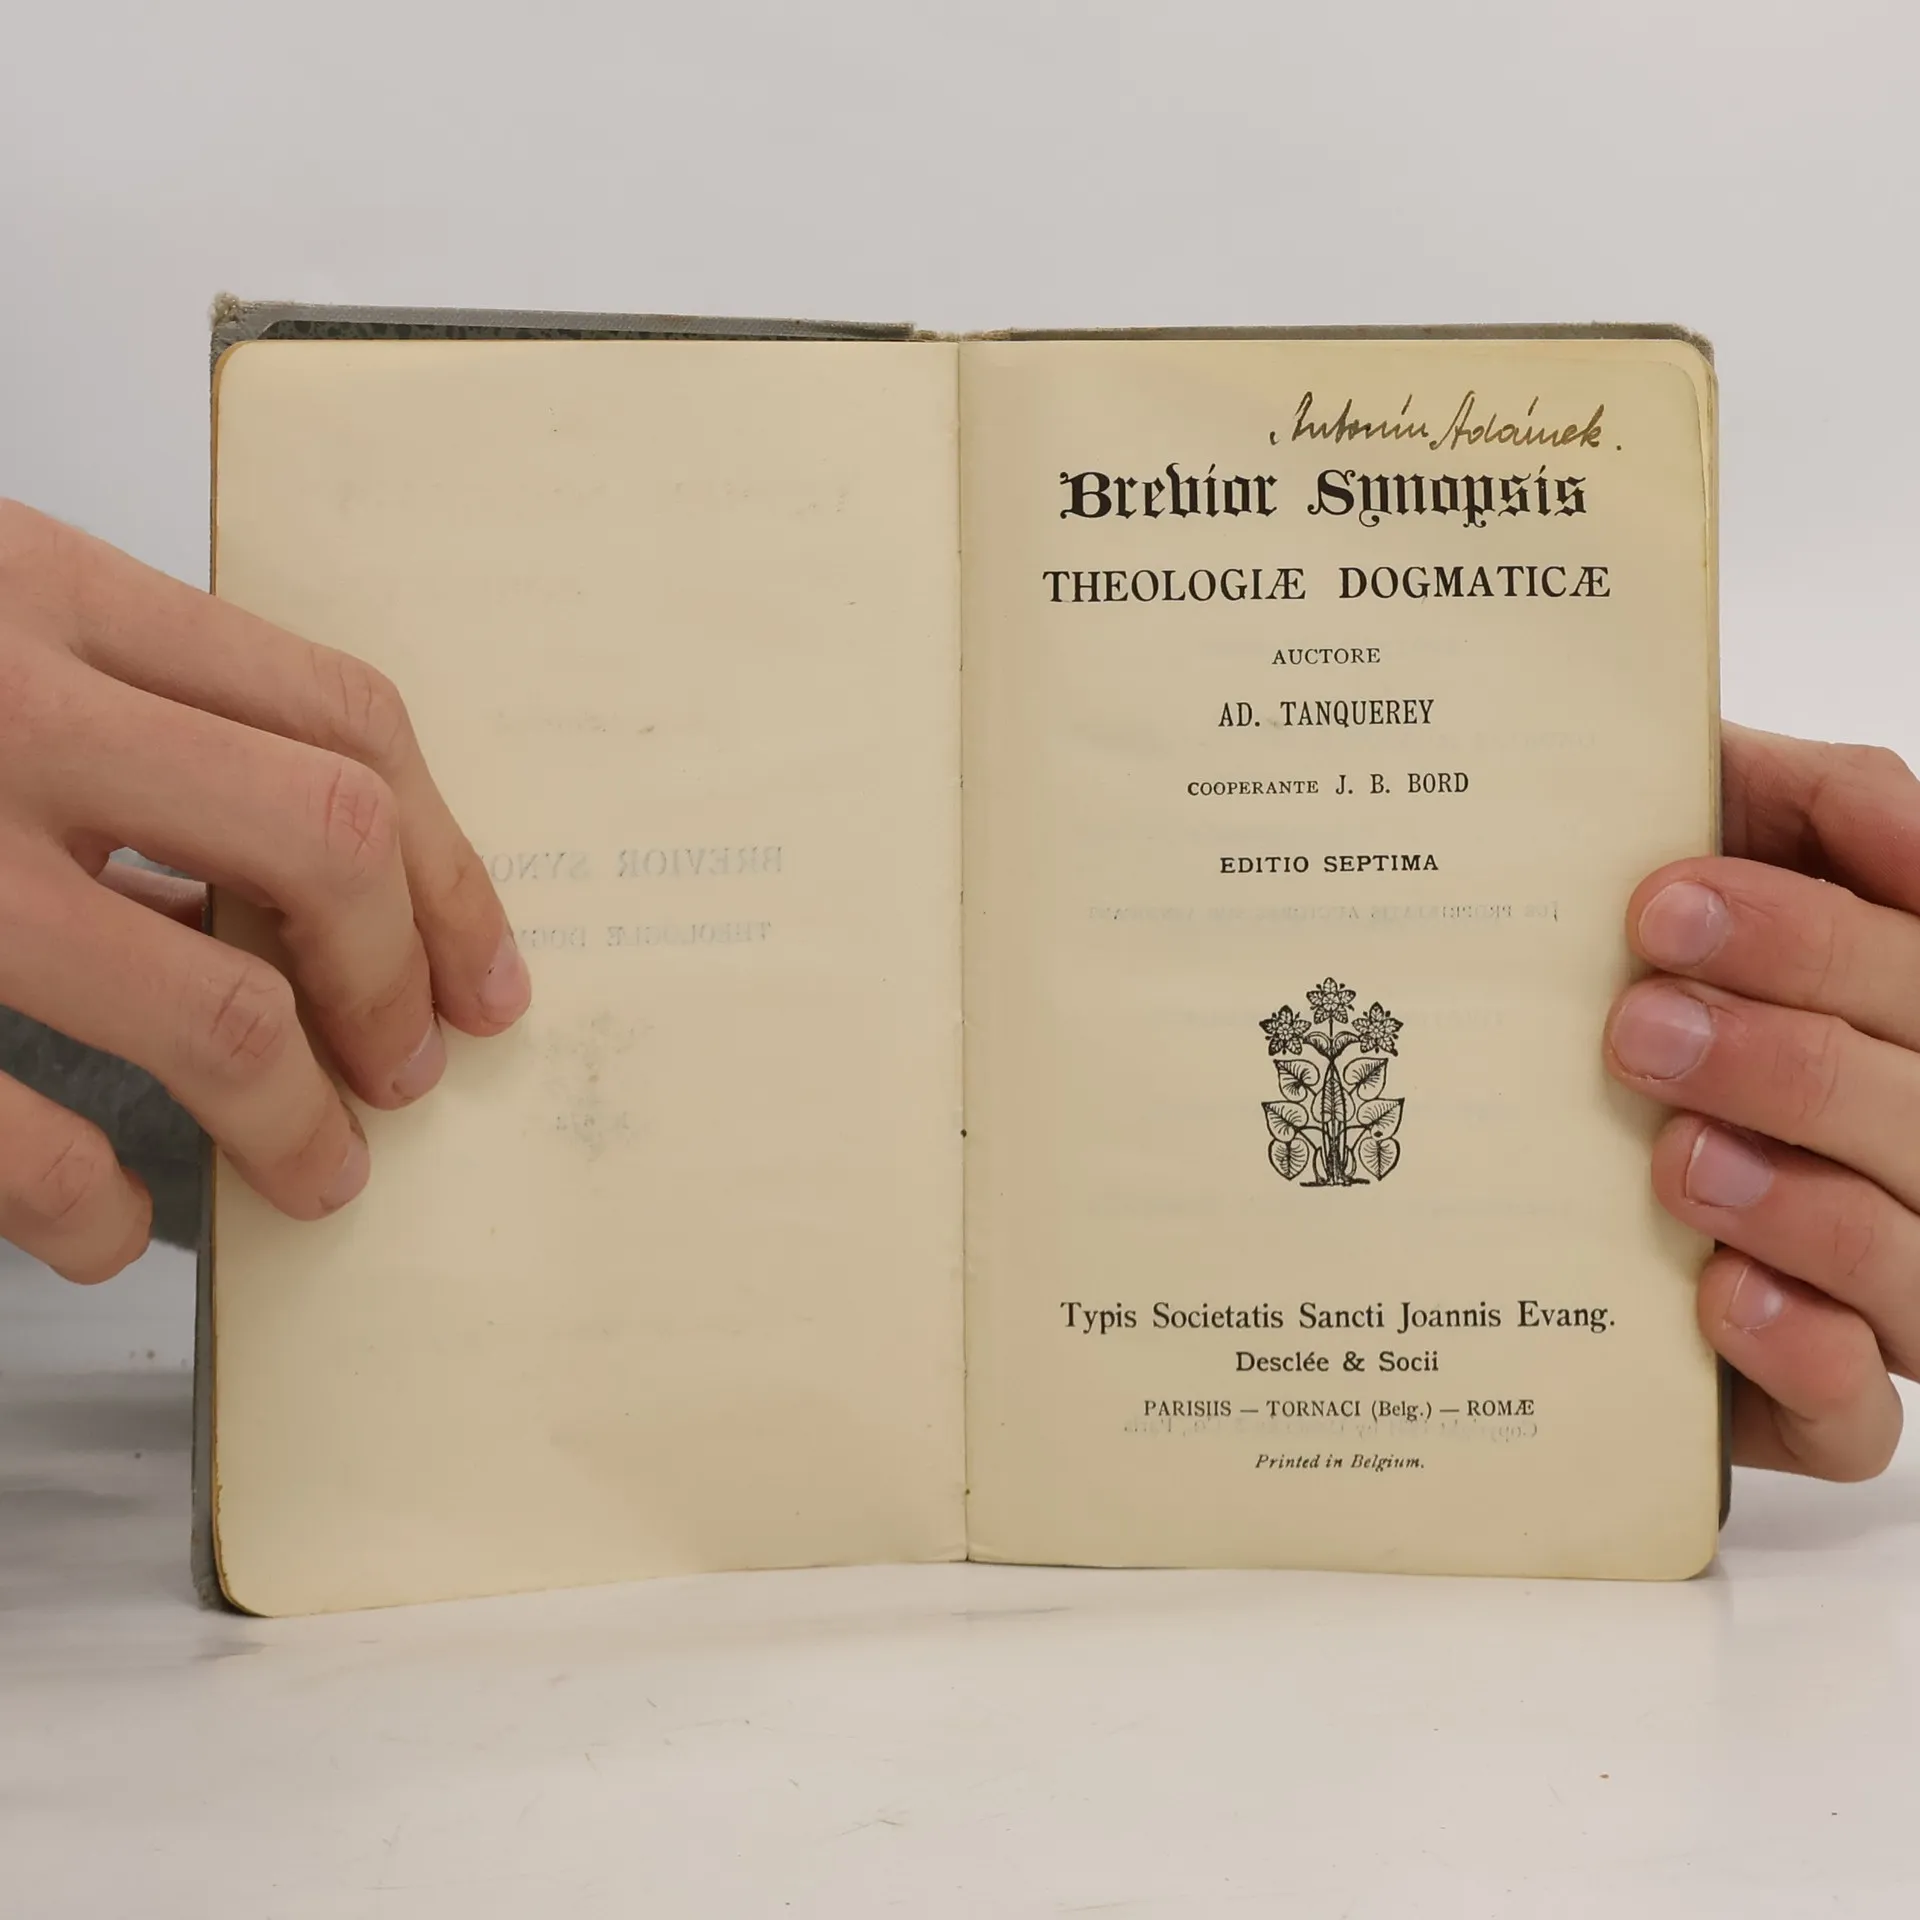 Antonín Adámek.
Brevior Synopsis
THEOLOGIÆ DOGMATICÆ
AUCTORE
AD. TANQUEREY
COOPERANTE J. B. BORD
EDITIO SEPTIMA
Typis Societatis Sancti Joannis Evang.
Desclée & Socii
PARISIIS — TORNACI (Belg.) — ROMÆ
Printed in Belgium.